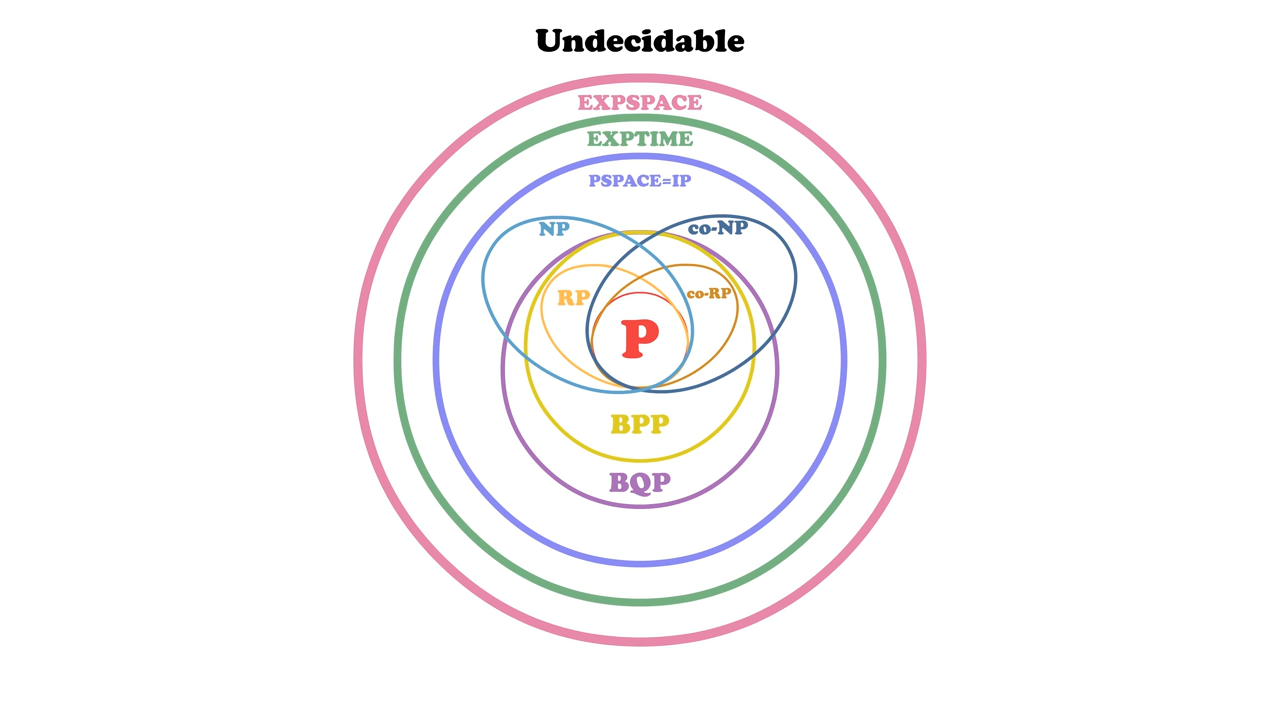 Undecidable
EXPSPACE
EXPTIME
PSPACE=IP
NP
co-NP
RP
co-RP
P
BPP
BQP